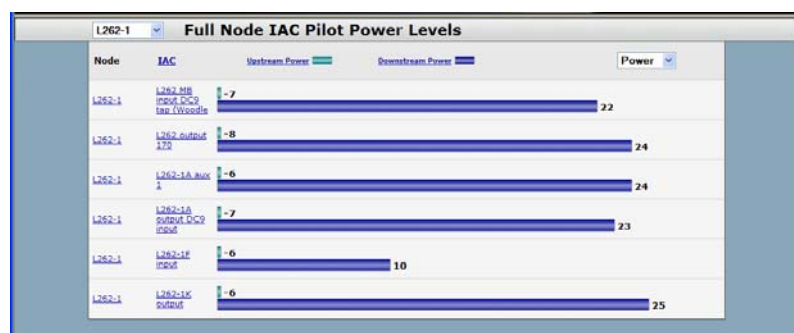 L262-1 Full Node IAC Pilot Power Levels
Node IAC Upstream Power Downstream Power Power
L262-1
L262 MB
input DC9
tap (Woodle
-7
22
L262-1
L262 output
170
-8
24
L262-1
L262-1A aux
1
-6
24
L262-1
L262-1A
output DC9
input
-7
23
L262-1
L262-1F
input
-6
10
L262-1
L262-1K
output
-6
25